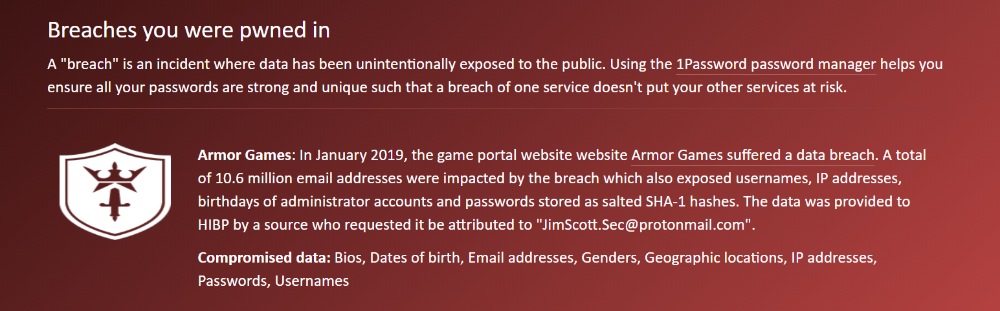 Breaches you were pwned in
A "breach" is an incident where data has been unintentionally exposed to the public. Using the 1Password password manager helps you
ensure all your passwords are strong and unique such that a breach of one service doesn't put your other services at risk.
Armor Games: In January 2019, the game portal website website Armor Games suffered a data breach. A total
of 10.6 million email addresses were impacted by the breach which also exposed usernames, IP addresses,
birthdays of administrator accounts and passwords stored as salted SHA-1 hashes. The data was provided to
HIBP by a source who requested it be attributed to "JimScott.Sec@protonmail.com".
Compromised data: Bios, Dates of birth, Email addresses, Genders, Geographic locations, IP addresses,
Passwords, Usernames